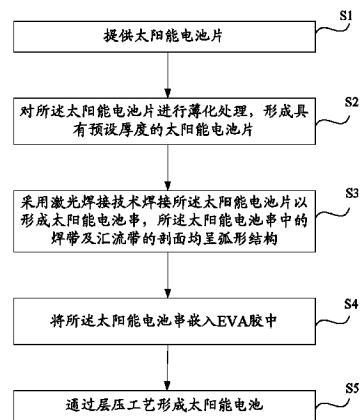 S1
提供太阳能电池片
S2
对所述太阳能电池片进行薄化处理，形成具
有预设厚度的太阳能电池片
S3
采用激光焊接技术焊接所述太阳能电池片以
形成太阳能电池串，所述太阳能电池串中的
焊带及汇流带的剖面均呈弧形结构
S4
将所述太阳能电池串嵌入EVA胶中
S5
通过层压工艺形成太阳能电池